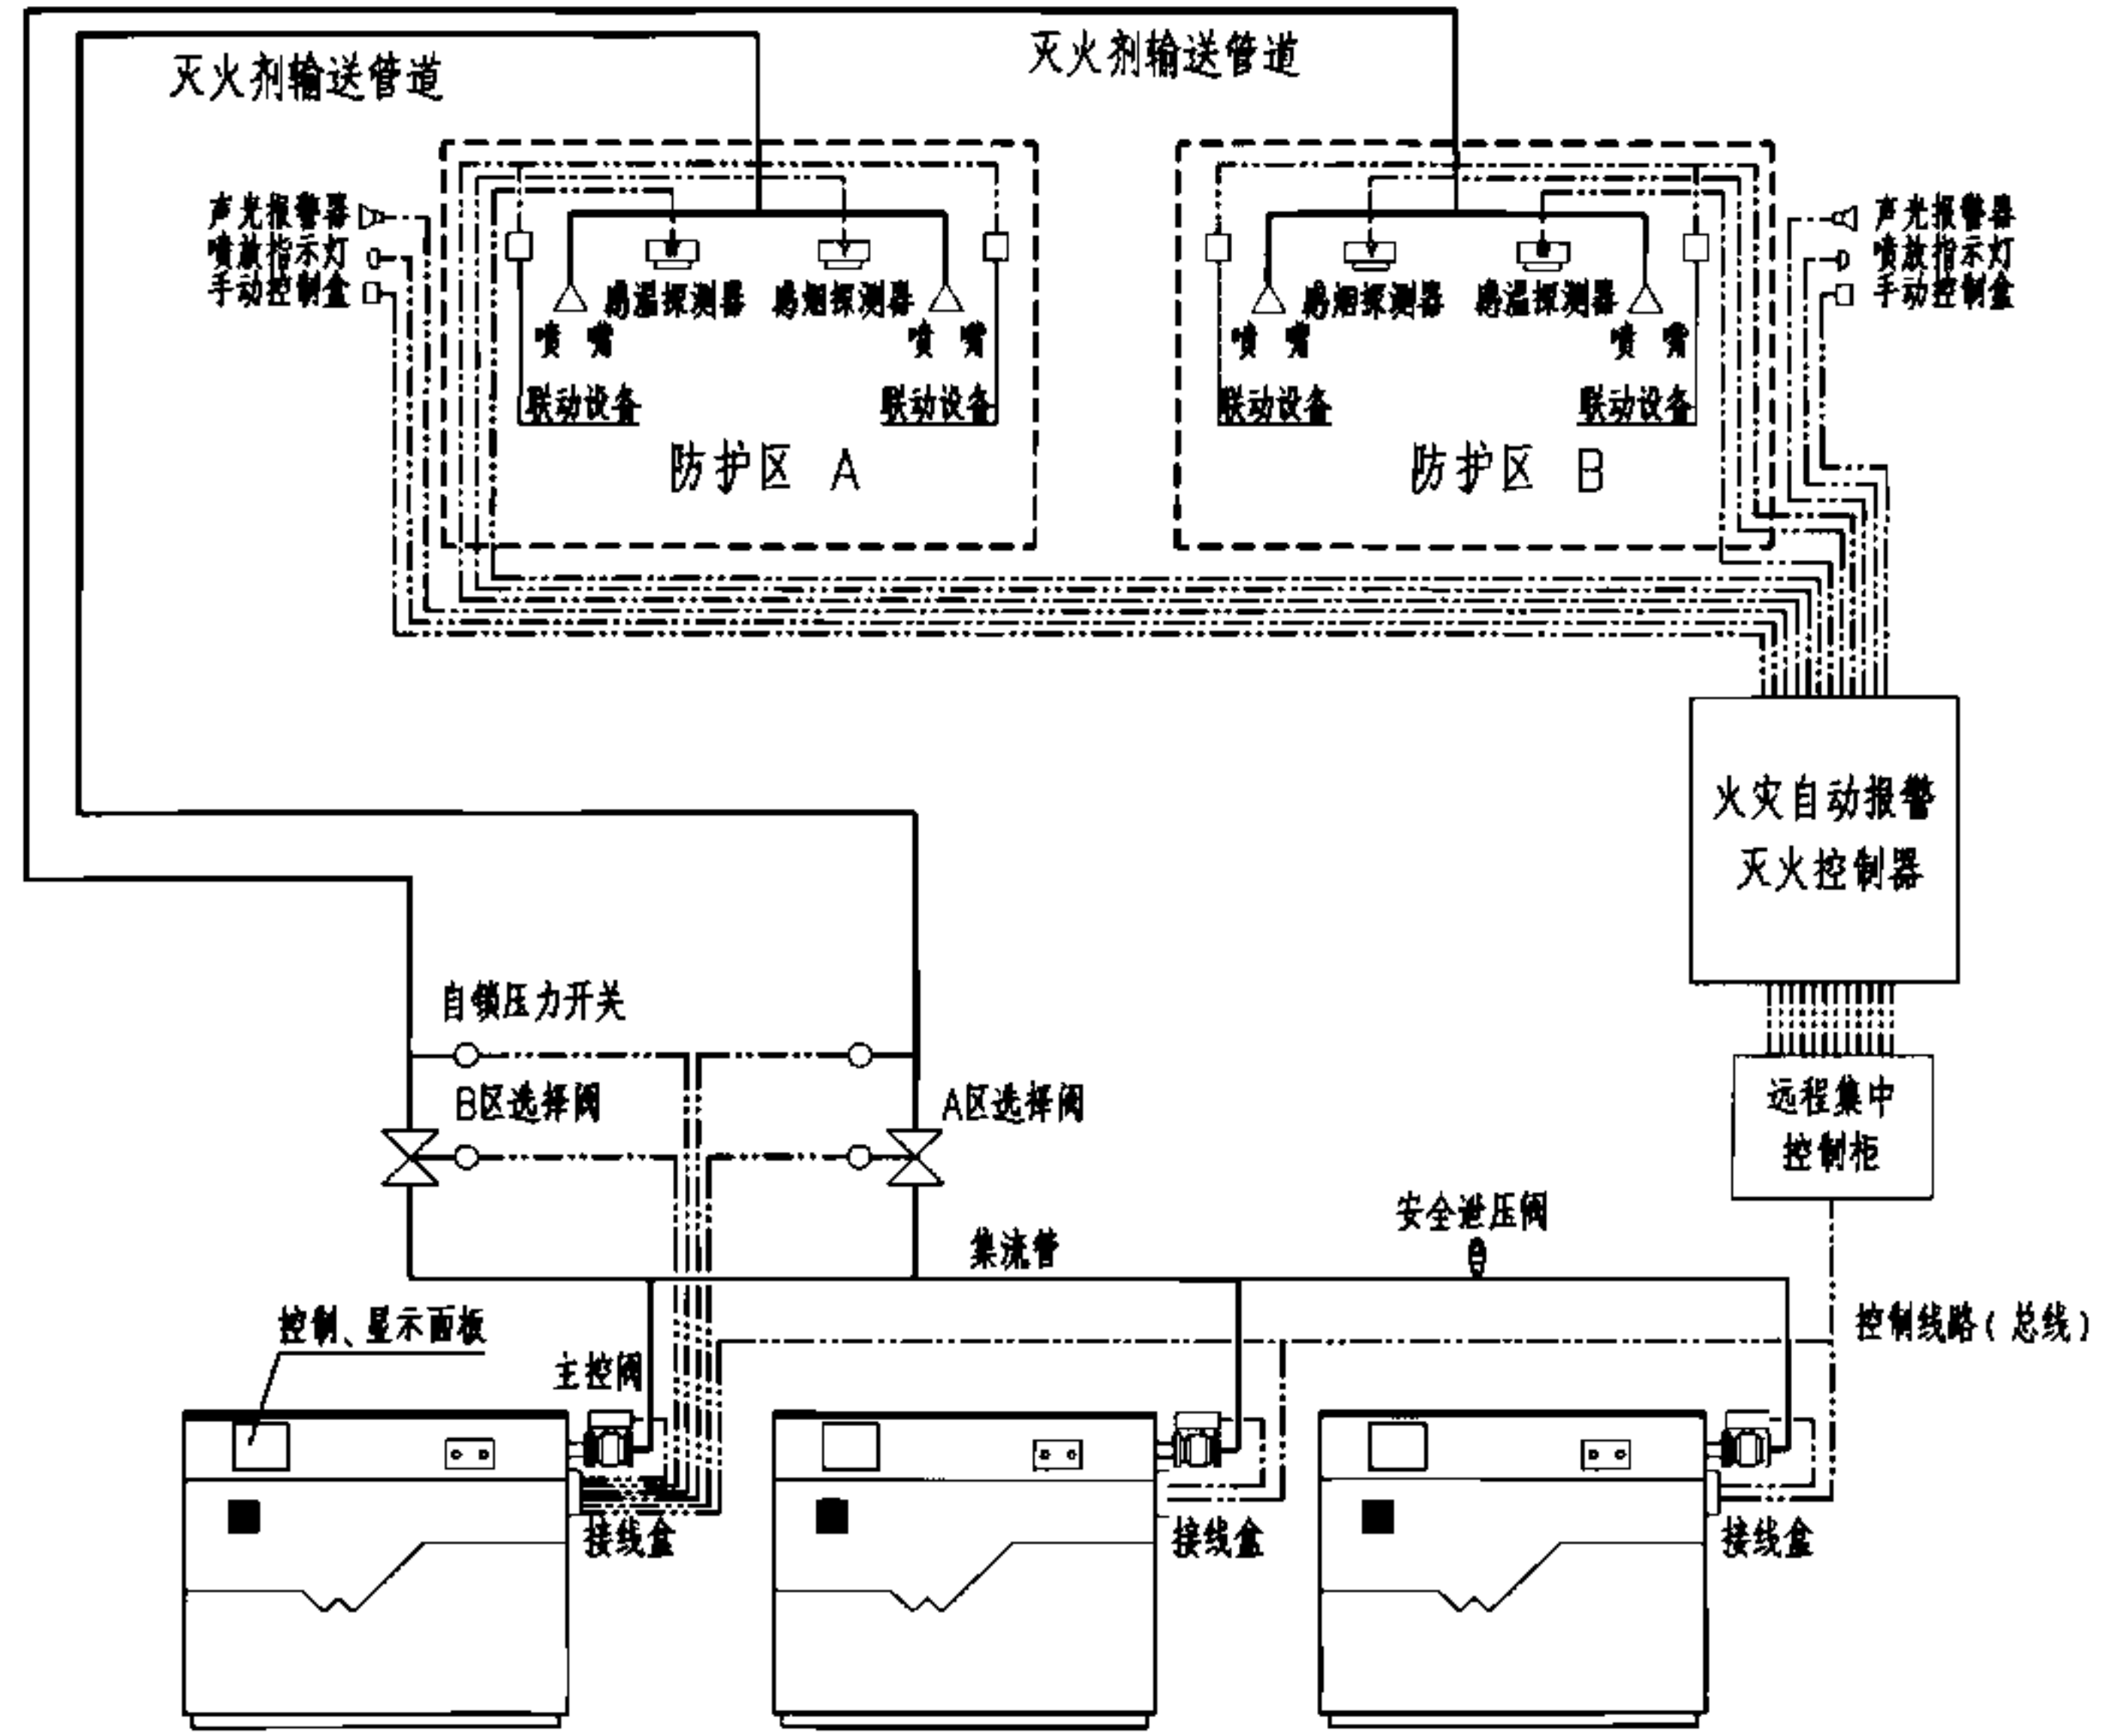 灭火剂输送管道
灭火剂输送管道
声光报警器
喷放指示灯
手动控制盒
声光报警器
喷放指示灯
手动控制盒
感温探测器
感烟探测器
感烟探测器
感温探测器
喷 嘴
喷 嘴
喷 嘴
喷 嘴
联动设备
联动设备
联动设备
联动设备
防护区 A
防护区 B
火灾自动报警
灭火控制器
自锁压力开关
B区选择阀
A区选择阀
远程集中
控制柜
安全泄压阀
集流管
控制、显示面板
控制线路(总线)
主控阀
接线盒
接线盒
接线盒